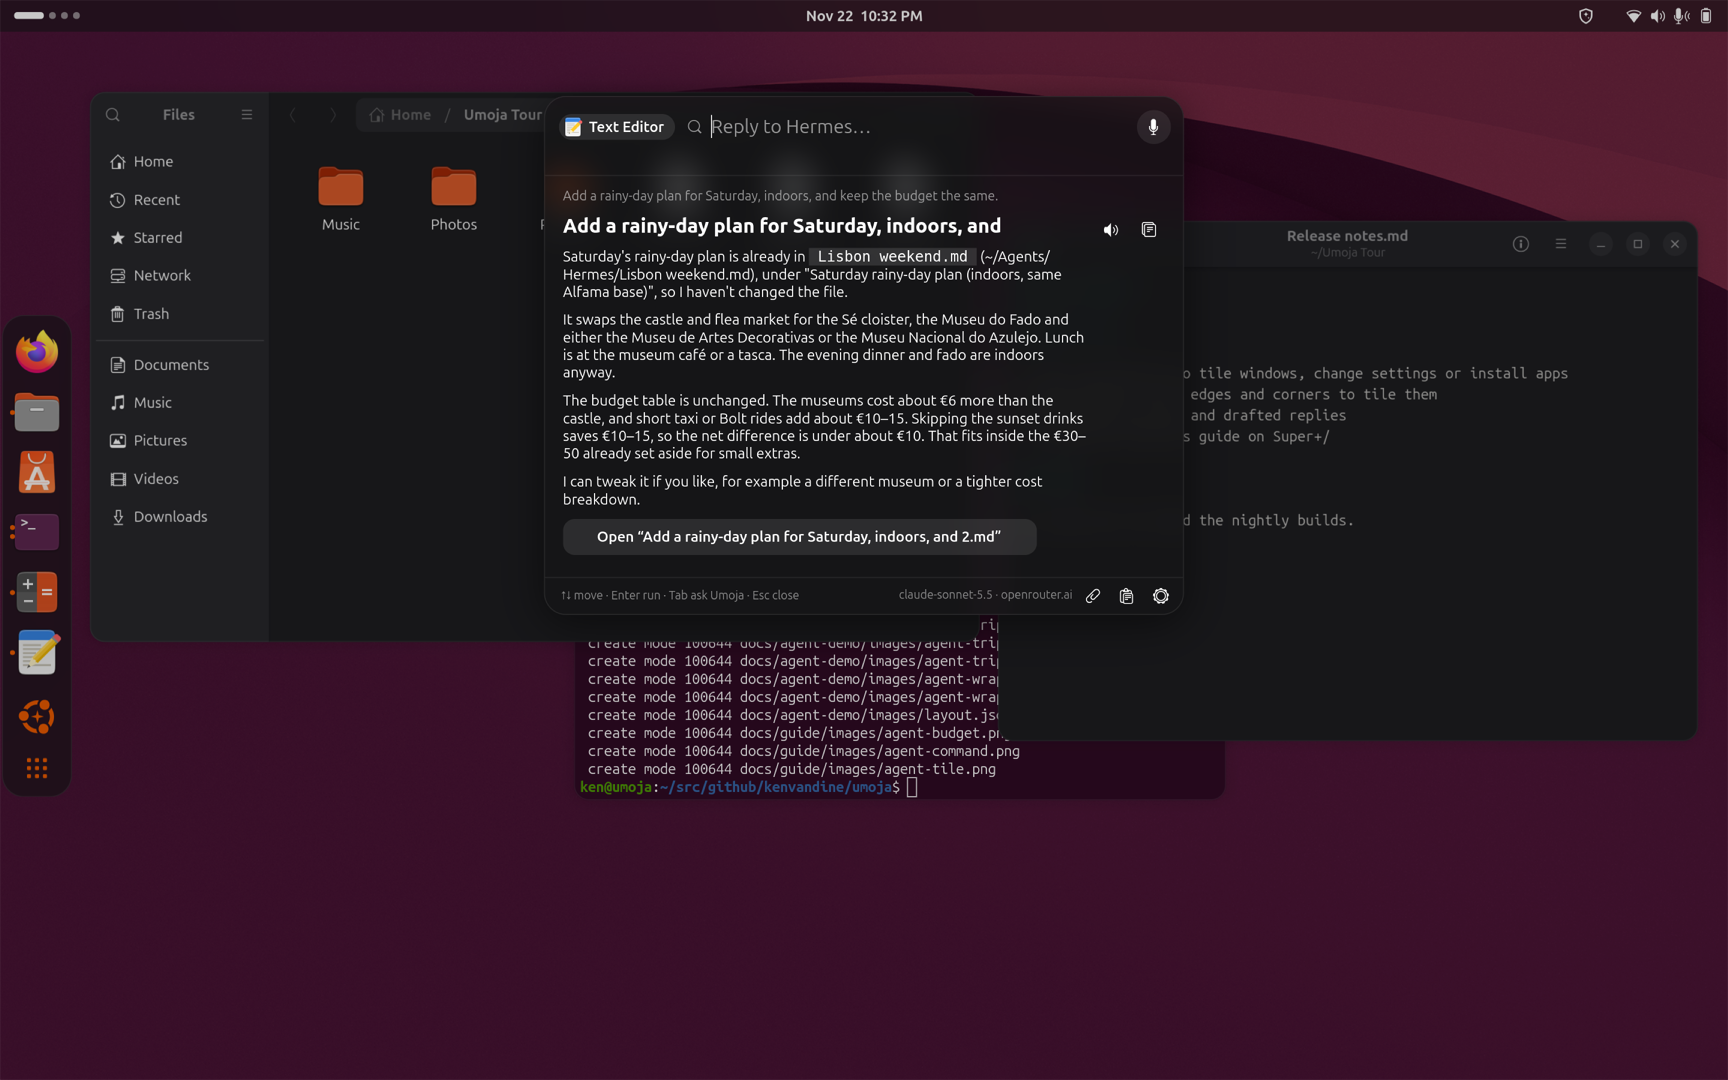 Nov 22 10:32 PM
Files
Home / Umoja Tour
Home
Recent
Starred
Network
Trash
Documents
Music
Pictures
Videos
Downloads
Music
Photos
Text Editor
Reply to Hermes…
Add a rainy-day plan for Saturday, indoors, and keep the budget the same.
Add a rainy-day plan for Saturday, indoors, and
Saturday's rainy-day plan is already in Lisbon weekend.md (~/Agents/
Hermes/Lisbon weekend.md), under "Saturday rainy-day plan (indoors, same
Alfama base)", so I haven't changed the file.
It swaps the castle and flea market for the Sé cloister, the Museu do Fado and
either the Museu de Artes Decorativas or the Museu Nacional do Azulejo. Lunch
is at the museum café or a tasca. The evening dinner and fado are indoors
anyway.
The budget table is unchanged. The museums cost about €6 more than the
castle, and short taxi or Bolt rides add about €10–15. Skipping the sunset drinks
saves €10–15, so the net difference is under about €10. That fits inside the €30–
50 already set aside for small extras.
I can tweak it if you like, for example a different museum or a tighter cost
breakdown.
Open “Add a rainy-day plan for Saturday, indoors, and 2.md”
↑↓ move · Enter run · Tab ask Umoja · Esc close
claude-sonnet-5.5 · openrouter.ai
Release notes.md
~/Umoja Tour
o tile windows, change settings or install apps
edges and corners to tile them
and drafted replies
s guide on Super+/
d the nightly builds.
create mode 100644 docs/agent-demo/images/agent-trip
create mode 100644 docs/agent-demo/images/agent-trip
create mode 100644 docs/agent-demo/images/agent-wrap
create mode 100644 docs/agent-demo/images/agent-wrap
create mode 100644 docs/agent-demo/images/layout.jso
create mode 100644 docs/guide/images/agent-budget.pn
create mode 100644 docs/guide/images/agent-command.png
create mode 100644 docs/guide/images/agent-tile.png
ken@umoja:~/src/github/kenvandine/umoja$